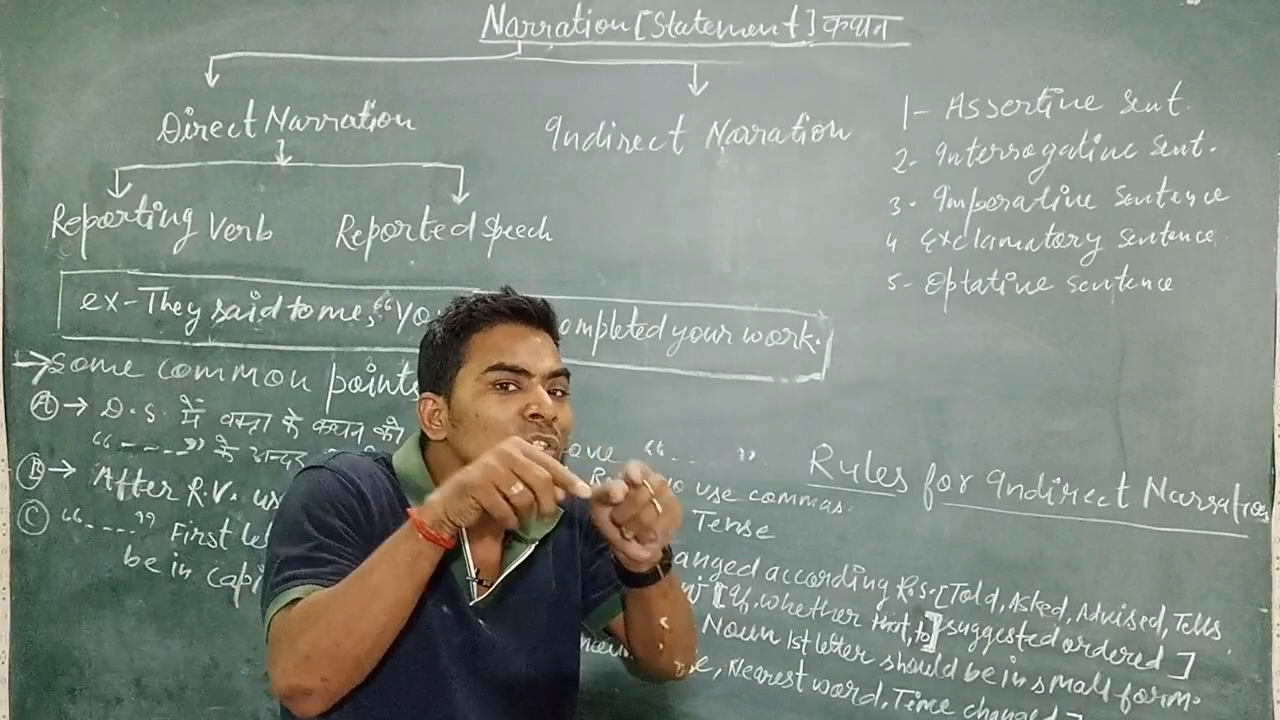 Narration [Statement] कथन
Direct Narration
Indirect Narration
Reporting Verb
Reported Speech
1- Assertive Sent.
2- Interrogative Sent.
3- Imperative Sentence
4. Exclamatory Sentence
5- Optative Sentence
ex- They said to me, "Yo ompleted your work.
→ Some common points
Ⓐ → D.S. में वक्ता के कथन को
"----" के अन्दर
Ⓑ → After R.V. us
Ⓒ "----" First let
be in capi
ove "----"
no use commas.
Tense
anged according R.S. [Told, Asked, Advised, Tells
suggested ordered]
[If, whether that, to]
Noun 1st letter should be in small form.
Nearest word, Time changed]
Rules for Indirect Narration